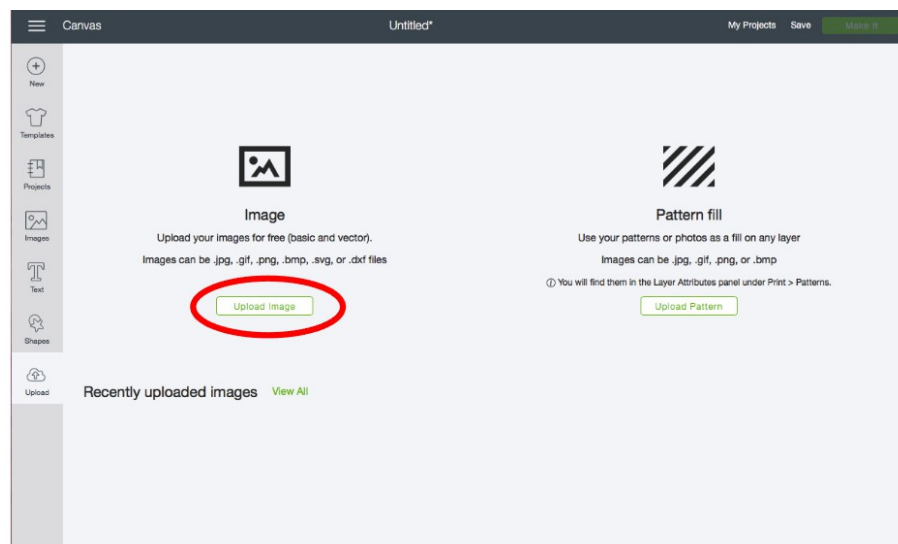 Canvas
Untitled*
My Projects
Save
Make It
New
Templates
Projects
Images
Text
Shapes
Upload
Image
Upload your images for free (basic and vector).
Images can be .jpg, .gif, .png, .bmp, .svg, or .dxf files
Upload Image
Pattern fill
Use your patterns or photos as a fill on any layer
Images can be .jpg, .gif, .png, or .bmp
You will find them in the Layer Attributes panel under Print > Patterns.
Upload Pattern
Recently uploaded images View All